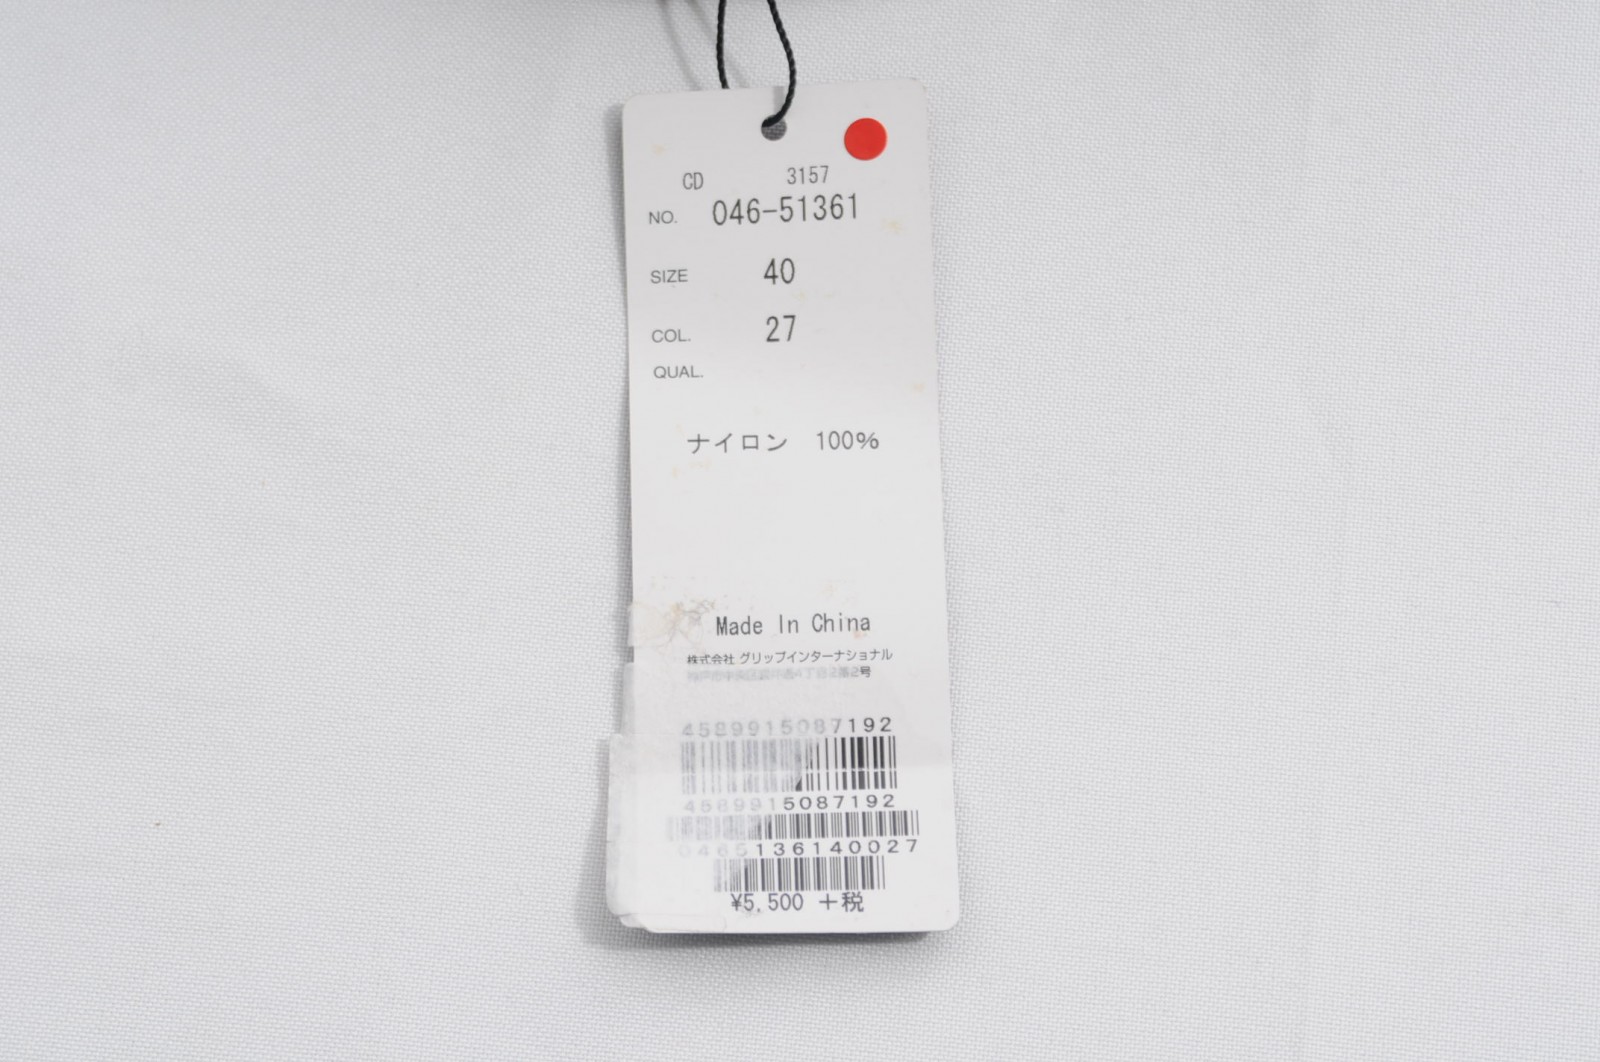 CD 3157
NO. 046-51361
SIZE 40
COL. 27
QUAL.
ナイロン 100%
Made In China
株式会社 グリップインターナショナル
号
4589915087192
4589915087192
0465136140027
¥5,500 +税